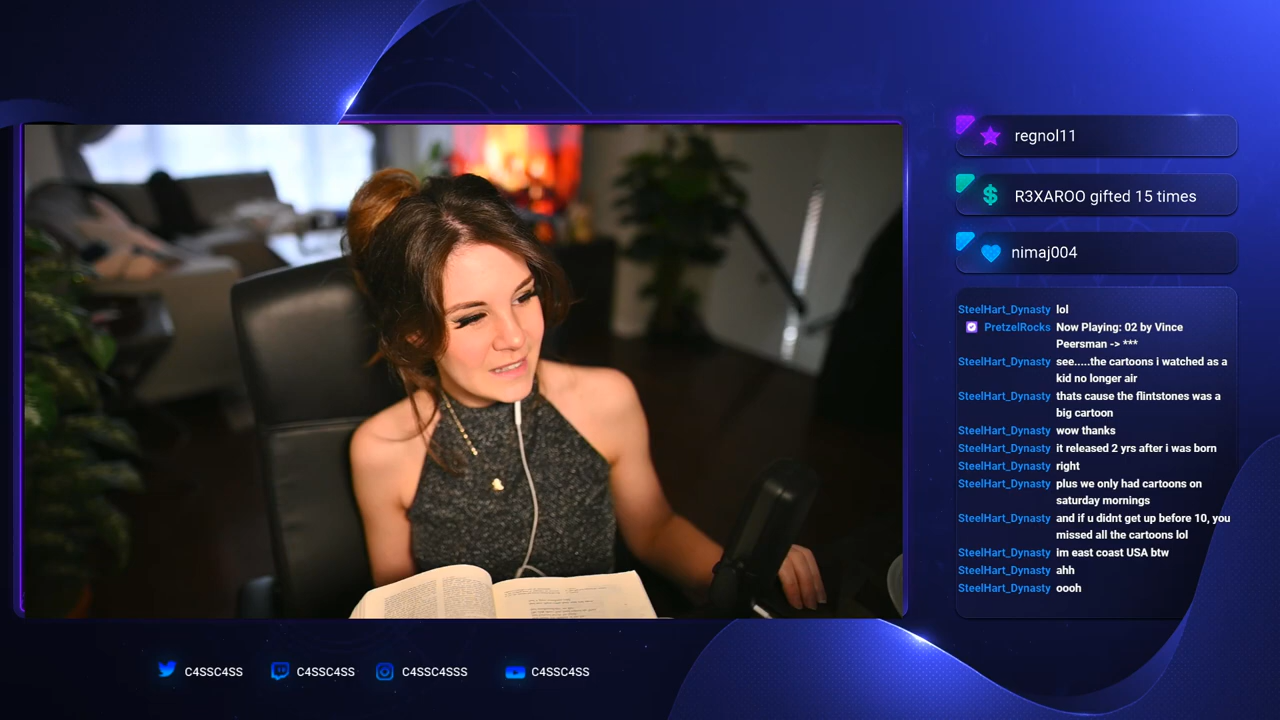 regnol11
R3XAROO gifted 15 times
nimaj004
SteelHart_Dynasty lol
PretzelRocks Now Playing: 02 by Vince
Peersman -> ***
SteelHart_Dynasty see.....the cartoons i watched as a
kid no longer air
SteelHart_Dynasty thats cause the flintstones was a
big cartoon
SteelHart_Dynasty wow thanks
SteelHart_Dynasty it released 2 yrs after i was born
SteelHart_Dynasty right
SteelHart_Dynasty plus we only had cartoons on
saturday mornings
SteelHart_Dynasty and if u didnt get up before 10, you
missed all the cartoons lol
SteelHart_Dynasty im east coast USA btw
SteelHart_Dynasty ahh
SteelHart_Dynasty oooh
C4SSC4SS C4SSC4SS C4SSC4SSS C4SSC4SS